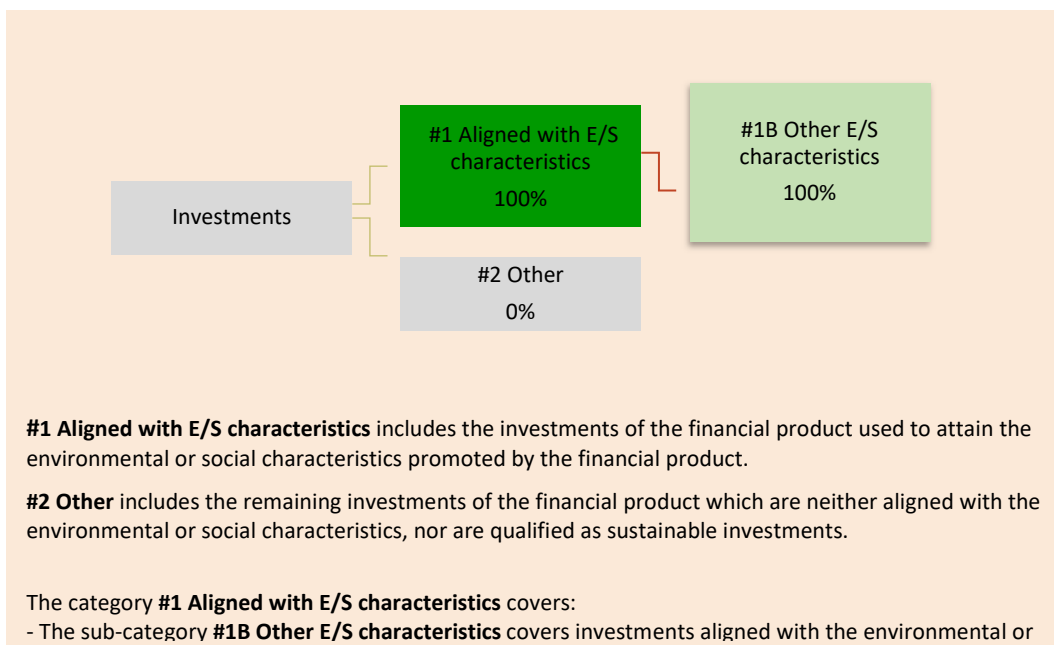 #1 Aligned with E/S
characteristics
100%
#1B Other E/S
characteristics
100%
Investments
#2 Other
0%
#1 Aligned with E/S characteristics includes the investments of the financial product used to attain the
environmental or social characteristics promoted by the financial product.
#2 Other includes the remaining investments of the financial product which are neither aligned with the
environmental or social characteristics, nor are qualified as sustainable investments.
The category #1 Aligned with E/S characteristics covers:
- The sub-category #1B Other E/S characteristics covers investments aligned with the environmental or